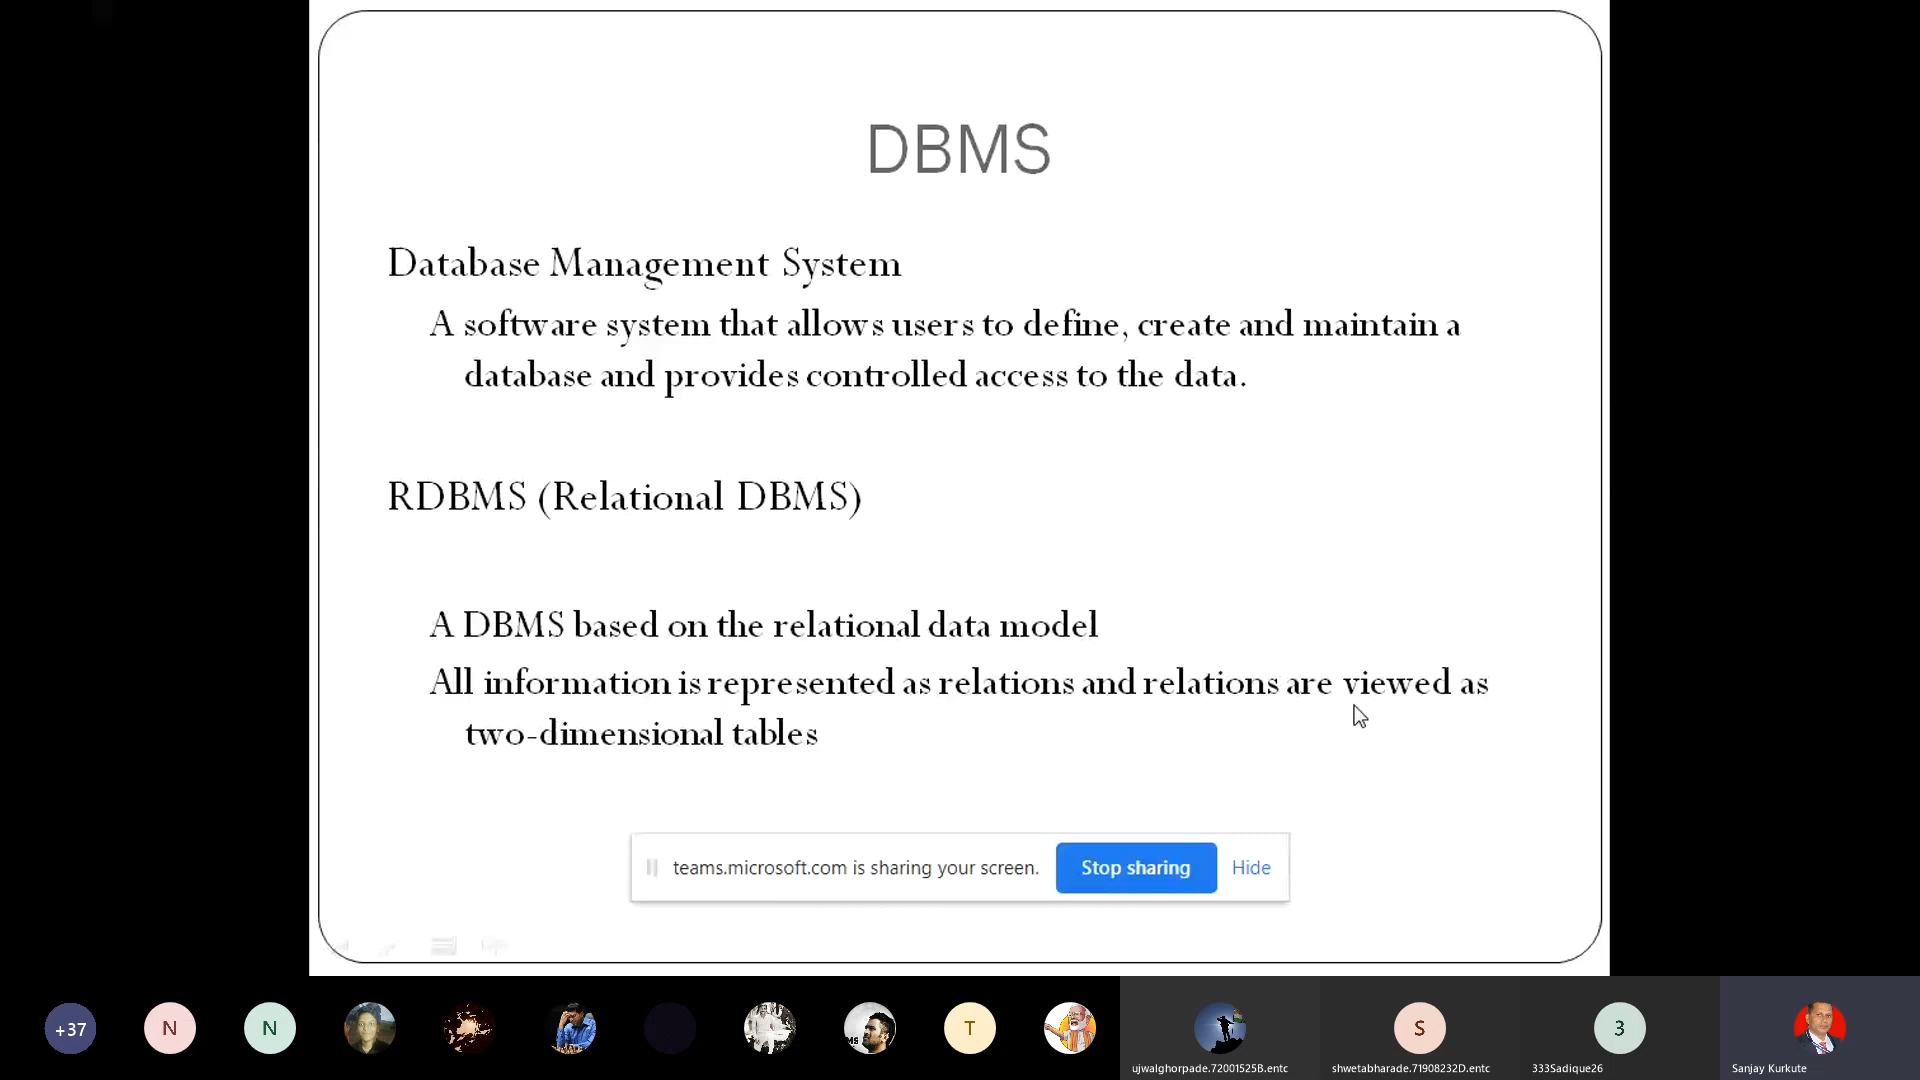 DBMS
Database Management System
A software system that allows users to define, create and maintain a
database and provides controlled access to the data.
RDBMS (Relational DBMS)
A DBMS based on the relational data model
All information is represented as relations and relations are viewed as
two-dimensional tables
teams.microsoft.com is sharing your screen. Stop sharing Hide
+37 N N T S 3
ujwalghorpade.72001525B.entc shwetabharade.71908232D.entc 333Sadique26 Sanjay Kurkute